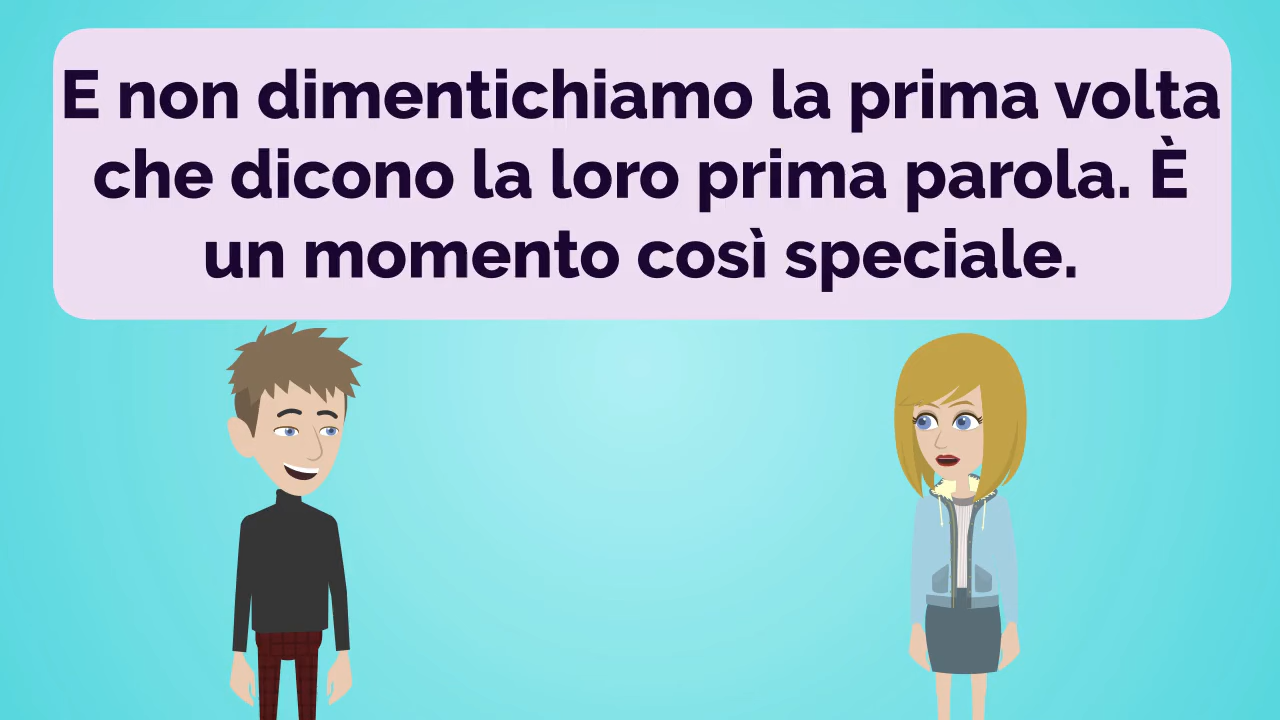 E non dimentichiamo la prima volta
che dicono la loro prima parola. È
un momento così speciale.